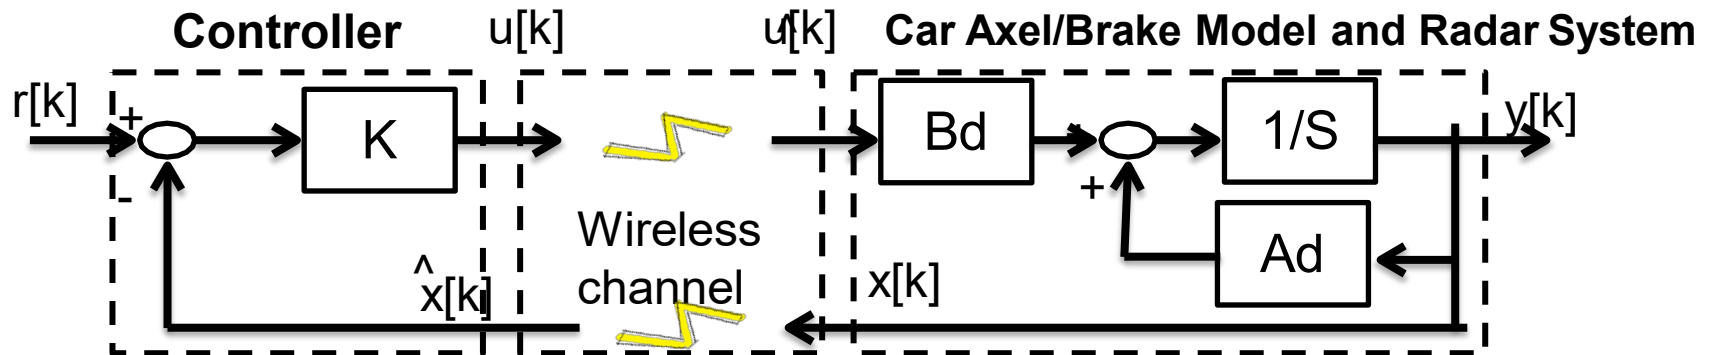 Controller
u[k]
û[k]
Car Axel/Brake Model and Radar System
r[k]
+
K
Bd
+
1/S
y[k]
-
+
Ad
Wireless
channel
x̂[k]
x[k]